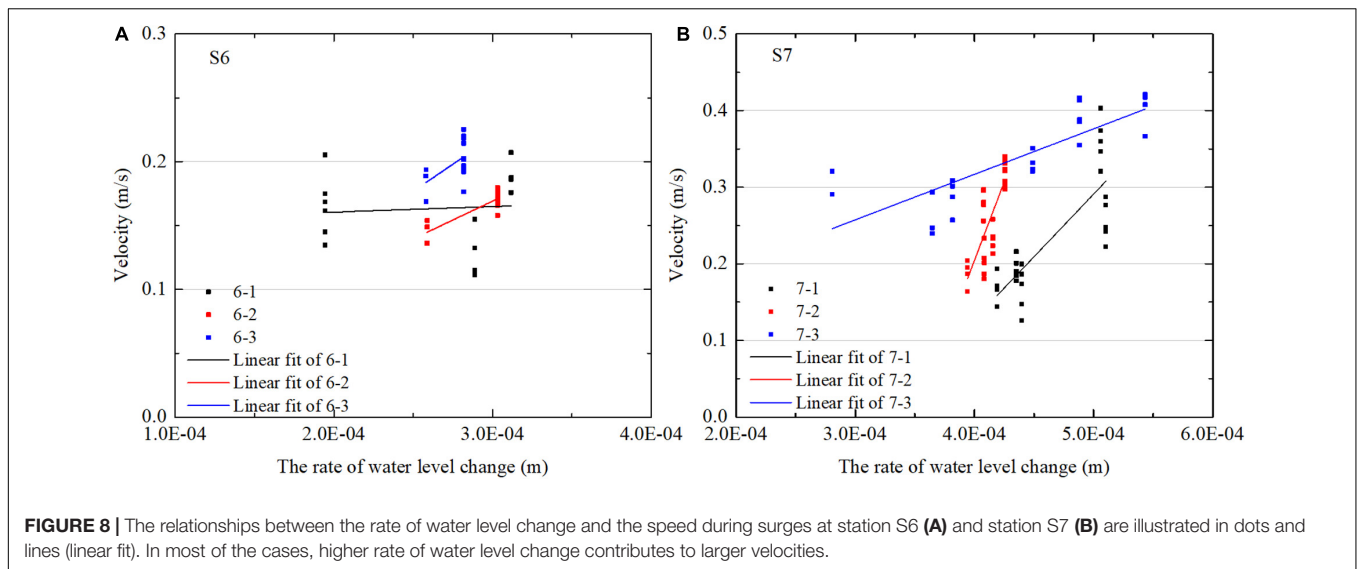 A
S6
0.3
0.2
0.1
0.0
Velocity (m/s)
6-1
6-2
6-3
Linear fit of 6-1
Linear fit of 6-2
Linear fit of 6-3
1.0E-04 2.0E-04 3.0E-04 4.0E-04
The rate of water level change (m)
B
S7
0.5
0.4
0.3
0.2
0.1
0.0
Velocity (m/s)
7-1
7-2
7-3
Linear fit of 7-1
Linear fit of 7-2
Linear fit of 7-3
2.0E-04 4.0E-04 5.0E-04 6.0E-04
The rate of water level change (m)
FIGURE 8 | The relationships between the rate of water level change and the speed during surges at station S6 (A) and station S7 (B) are illustrated in dots and
lines (linear fit). In most of the cases, higher rate of water level change contributes to larger velocities.